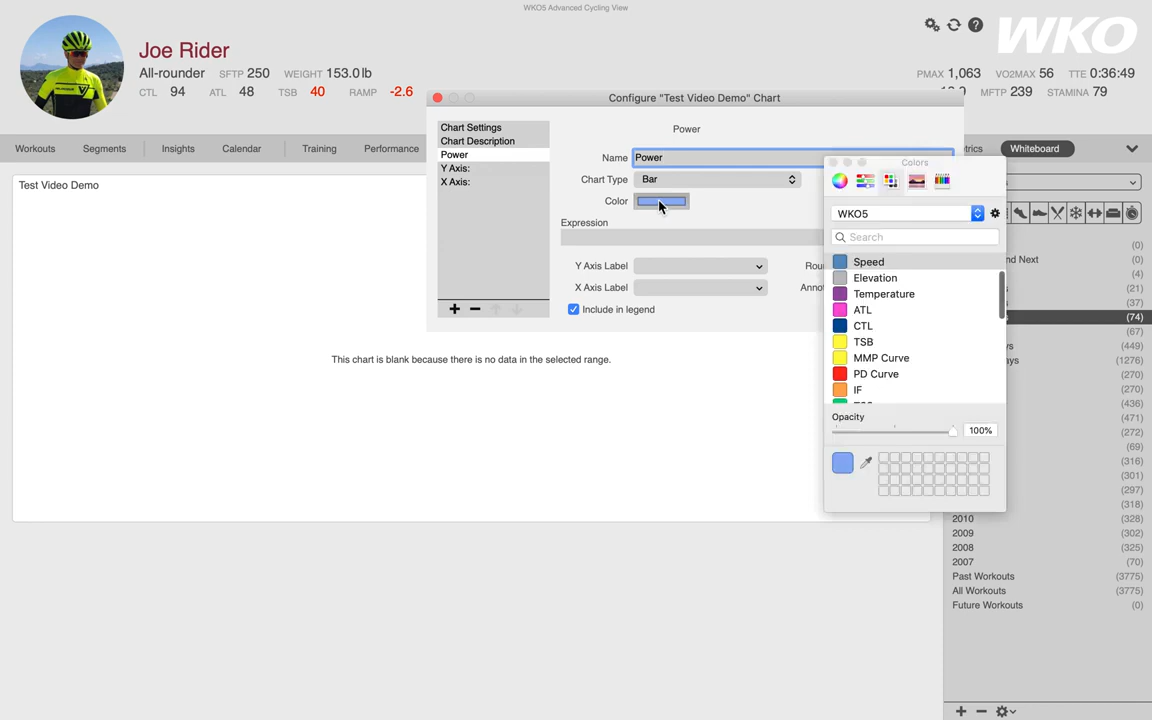 WKO5 Advanced Cycling View
Joe Rider
All-rounder SFTP 250 WEIGHT 153.0lb
CTL 94 ATL 48 TSB 40 RAMP -2.6
WKO
PMAX 1,063 VO2MAX 56 TTE 0:36:49
MFTP 239 STAMINA 79
Workouts Segments Insights Calendar Training Performance
Whiteboard
Test Video Demo
This chart is blank because there is no data in the selected range.
Configure "Test Video Demo" Chart
Chart Settings
Chart Description
Power
Y Axis:
X Axis:
Power
Name Power
Chart Type Bar
Color
Expression
Y Axis Label
X Axis Label
Include in legend
Colors
WKO5
Search
Speed
Elevation
Temperature
ATL
CTL
TSB
MMP Curve
PD Curve
IF
Opacity
100%
(0)
nd Next (0)
(4)
(21)
(37)
(74)
(67)
(449)
(1276)
(270)
(270)
(436)
(471)
(272)
(69)
(316)
(301)
(297)
(318)
2010 (328)
2009 (302)
2008 (325)
2007 (70)
Past Workouts (3775)
All Workouts (3775)
Future Workouts (0)